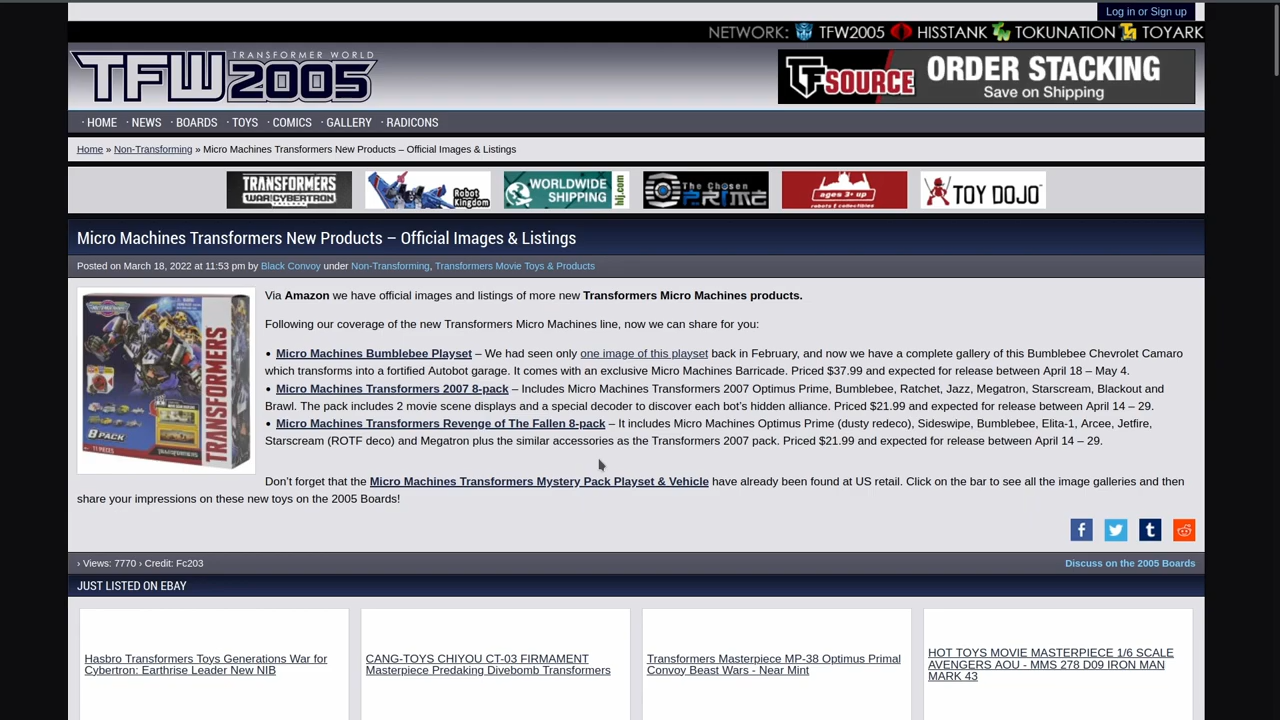 Log in or Sign up
NETWORK: TFW2005 HISSTANK TOKUNATION TOYARK
TRANSFORMER WORLD
TFW2005
TFSOURCE
ORDER STACKING
Save on Shipping
· HOME · NEWS · BOARDS · TOYS · COMICS · GALLERY · RADICONS
Home » Non-Transforming » Micro Machines Transformers New Products – Official Images & Listings
TRANSFORMERS
WAR CYBERTRON
Robot
Kingdom
WORLDWIDE
SHIPPING
hlj.com
The Chosen
PRIME
ages 3+ up
robots collectibles
TOY DOJO
Micro Machines Transformers New Products – Official Images & Listings
Posted on March 18, 2022 at 11:53 pm by Black Convoy under Non-Transforming, Transformers Movie Toys & Products
TRANSFORMERS
8 PACK
11 PIECES
Via Amazon we have official images and listings of more new Transformers Micro Machines products.
Following our coverage of the new Transformers Micro Machines line, now we can share for you:
• Micro Machines Bumblebee Playset – We had seen only one image of this playset back in February, and now we have a complete gallery of this Bumblebee Chevrolet Camaro
which transforms into a fortified Autobot garage. It comes with an exclusive Micro Machines Barricade. Priced $37.99 and expected for release between April 18 – May 4.
• Micro Machines Transformers 2007 8-pack – Includes Micro Machines Transformers 2007 Optimus Prime, Bumblebee, Ratchet, Jazz, Megatron, Starscream, Blackout and
Brawl. The pack includes 2 movie scene displays and a special decoder to discover each bot's hidden alliance. Priced $21.99 and expected for release between April 14 – 29.
• Micro Machines Transformers Revenge of The Fallen 8-pack – It includes Micro Machines Optimus Prime (dusty redeco), Sideswipe, Bumblebee, Elita-1, Arcee, Jetfire,
Starscream (ROTF deco) and Megatron plus the similar accessories as the Transformers 2007 pack. Priced $21.99 and expected for release between April 14 – 29.
Don't forget that the Micro Machines Transformers Mystery Pack Playset & Vehicle have already been found at US retail. Click on the bar to see all the image galleries and then
share your impressions on these new toys on the 2005 Boards!
› Views: 7770 › Credit: Fc203
Discuss on the 2005 Boards
JUST LISTED ON EBAY
Hasbro Transformers Toys Generations War for
Cybertron: Earthrise Leader New NIB
CANG-TOYS CHIYOU CT-03 FIRMAMENT
Masterpiece Predaking Divebomb Transformers
Transformers Masterpiece MP-38 Optimus Primal
Convoy Beast Wars - Near Mint
HOT TOYS MOVIE MASTERPIECE 1/6 SCALE
AVENGERS AOU - MMS 278 D09 IRON MAN
MARK 43